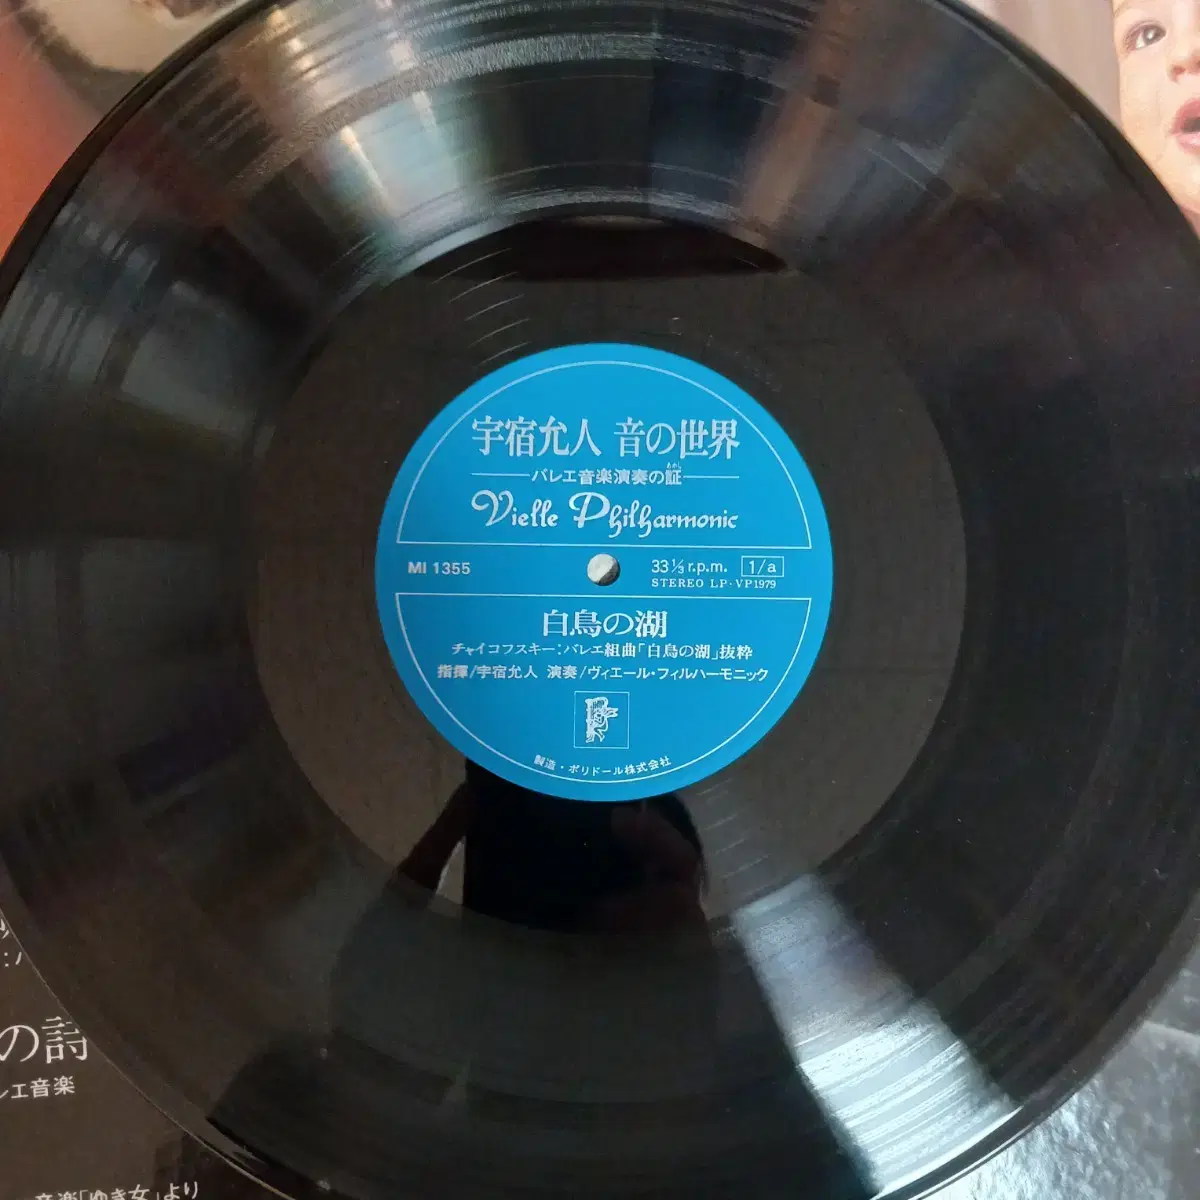 宇宿允人 音の世界
バレエ音楽演奏の証
あかし
Vielle Philharmonic
MI 1355
33⅓ r.p.m. 1/a
STEREO LP-VP1979
白鳥の湖
チャイコフスキー:バレエ組曲「白鳥の湖」抜粋
指揮/宇宿允人 演奏/ヴィエール・フィルハーモニック
製造・ポリドール株式会社
の詩
レエ音楽
音楽「ゆき女」より